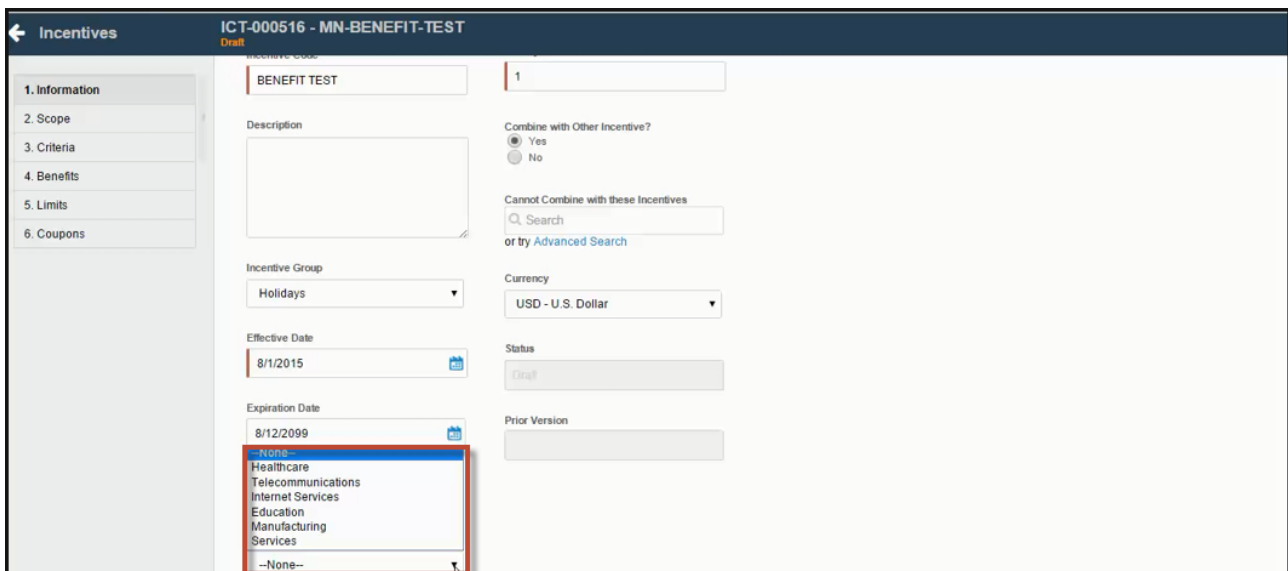 Incentives
ICT-000516 - MN-BENEFIT-TEST
Draft
1. Information
2. Scope
3. Criteria
4. Benefits
5. Limits
6. Coupons
Incentive Code
BENEFIT TEST
Description
Incentive Group
Holidays
Effective Date
8/1/2015
Expiration Date
8/12/2099
--None--
Healthcare
Telecommunications
Internet Services
Education
Manufacturing
Services
--None--
1
Combine with Other Incentive?
Yes
No
Cannot Combine with these Incentives
Search
or try Advanced Search
Currency
USD - U.S. Dollar
Status
Draft
Prior Version